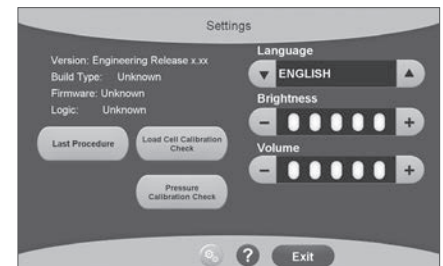 Settings
Version: Engineering Release x.xx
Build Type: Unknown
Firmware: Unknown
Logic: Unknown
Last Procedure
Load Cell Calibration
Check
Pressure
Calibration Check
Language
▼ ENGLISH ▲
Brightness
− +
Volume
− +
? Exit